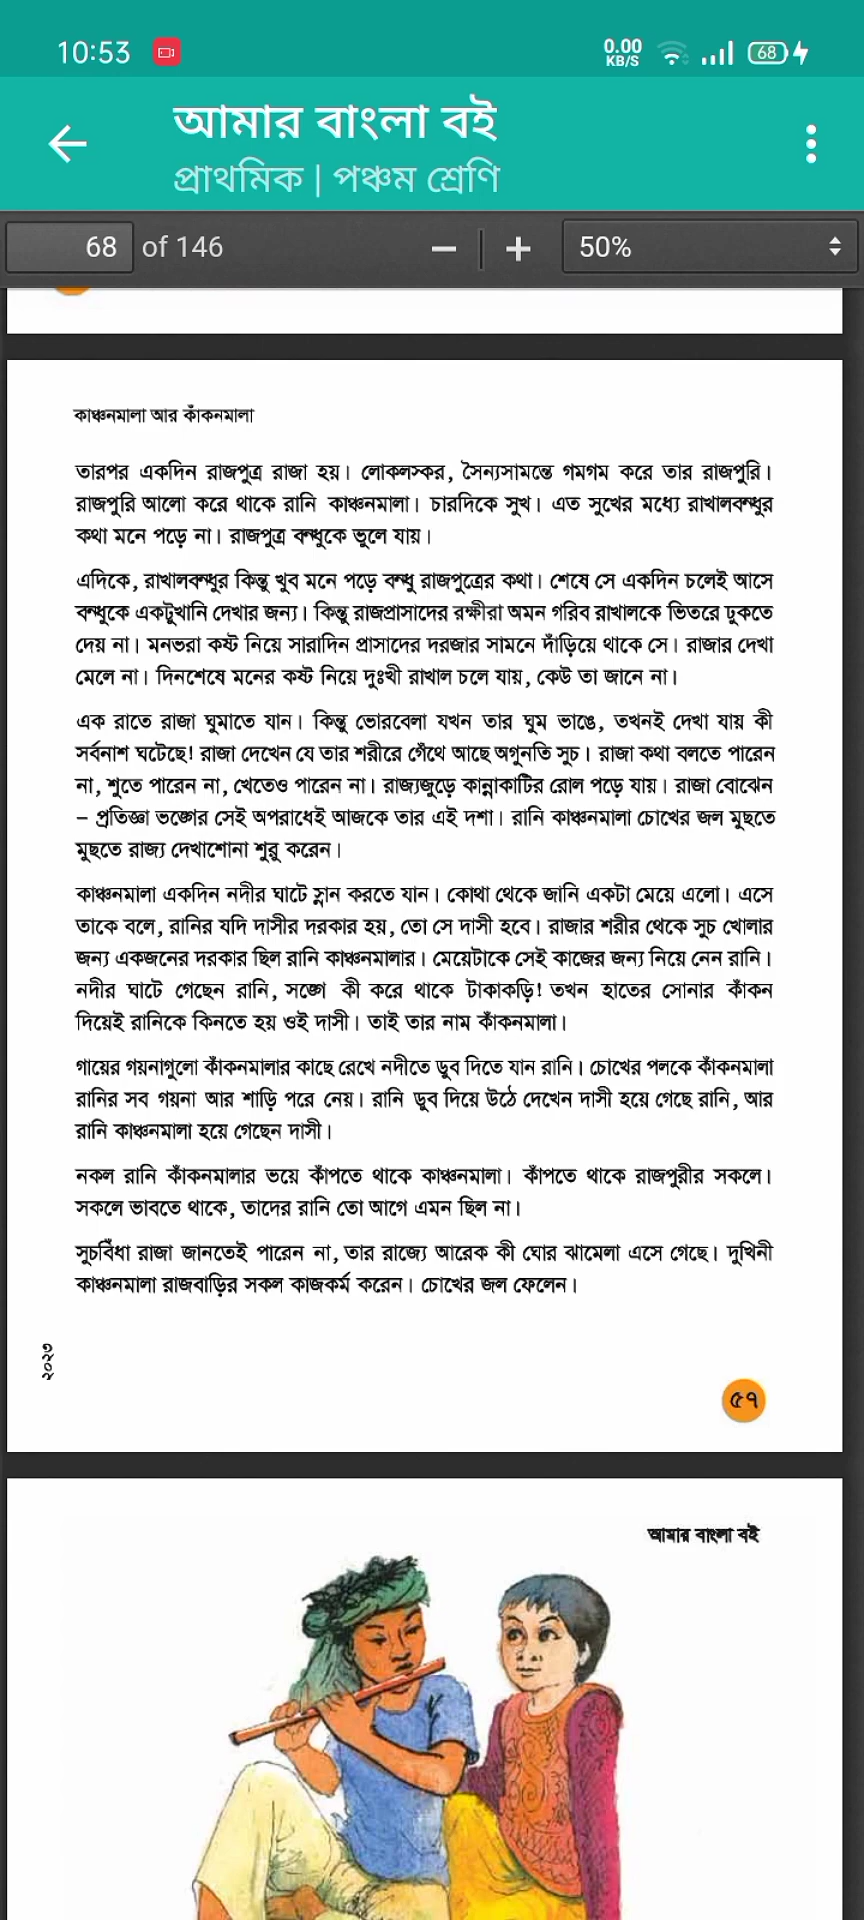 10:53
0.00
KB/S
68
আমার বাংলা বই
প্রাথমিক | পঞ্চম শ্রেণি
68 of 146
50%
কাঞ্চনমালা আর কাঁকনমালা
তারপর একদিন রাজপুত্র রাজা হয়। লোকলস্কর, সৈন্যসামন্তে গমগম করে তার রাজপুরি।
রাজপুরি আলো করে থাকে রানি কাঞ্চনমালা। চারদিকে সুখ। এত সুখের মধ্যে রাখালবন্ধুর
কথা মনে পড়ে না। রাজপুত্র বন্ধুকে ভুলে যায়।
এদিকে, রাখালবন্ধুর কিন্তু খুব মনে পড়ে বন্ধু রাজপুত্রের কথা। শেষে সে একদিন চলেই আসে
বন্ধুকে একটুখানি দেখার জন্য। কিন্তু রাজপ্রাসাদের রক্ষীরা অমন গরিব রাখালকে ভিতরে ঢুকতে
দেয় না। মনভরা কষ্ট নিয়ে সারাদিন প্রাসাদের দরজার সামনে দাঁড়িয়ে থাকে সে। রাজার দেখা
মেলে না। দিনশেষে মনের কষ্ট নিয়ে দুঃখী রাখাল চলে যায়, কেউ তা জানে না।
এক রাতে রাজা ঘুমাতে যান। কিন্তু ভোরবেলা যখন তার ঘুম ভাঙে, তখনই দেখা যায় কী
সর্বনাশ ঘটেছে! রাজা দেখেন যে তার শরীরে গেঁথে আছে অগুনতি সুচ। রাজা কথা বলতে পারেন
না, শুতে পারেন না, খেতেও পারেন না। রাজ্যজুড়ে কান্নাকাটির রোল পড়ে যায়। রাজা বোঝেন
– প্রতিজ্ঞা ভঙ্গের সেই অপরাধেই আজকে তার এই দশা। রানি কাঞ্চনমালা চোখের জল মুছতে
মুছতে রাজ্য দেখাশোনা শুরু করেন।
কাঞ্চনমালা একদিন নদীর ঘাটে স্নান করতে যান। কোথা থেকে জানি একটা মেয়ে এলো। এসে
তাকে বলে, রানির যদি দাসীর দরকার হয়, তো সে দাসী হবে। রাজার শরীর থেকে সুচ খোলার
জন্য একজনের দরকার ছিল রানি কাঞ্চনমালার। মেয়েটাকে সেই কাজের জন্য নিয়ে নেন রানি।
নদীর ঘাটে গেছেন রানি, সঙ্গে কী করে থাকে টাকাকড়ি! তখন হাতের সোনার কাঁকন
দিয়েই রানিকে কিনতে হয় ওই দাসী। তাই তার নাম কাঁকনমালা।
গায়ের গয়নাগুলো কাঁকনমালার কাছে রেখে নদীতে ডুব দিতে যান রানি। চোখের পলকে কাঁকনমালা
রানির সব গয়না আর শাড়ি পরে নেয়। রানি ডুব দিয়ে উঠে দেখেন দাসী হয়ে গেছে রানি, আর
রানি কাঞ্চনমালা হয়ে গেছেন দাসী।
নকল রানি কাঁকনমালার ভয়ে কাঁপতে থাকে কাঞ্চনমালা। কাঁপতে থাকে রাজপুরীর সকলে।
সকলে ভাবতে থাকে, তাদের রানি তো আগে এমন ছিল না।
সুচবিঁধা রাজা জানতেই পারেন না, তার রাজ্যে আরেক কী ঘোর ঝামেলা এসে গেছে। দুখিনী
কাঞ্চনমালা রাজবাড়ির সকল কাজকর্ম করেন। চোখের জল ফেলেন।
২০২৩
৫৭
আমার বাংলা বই